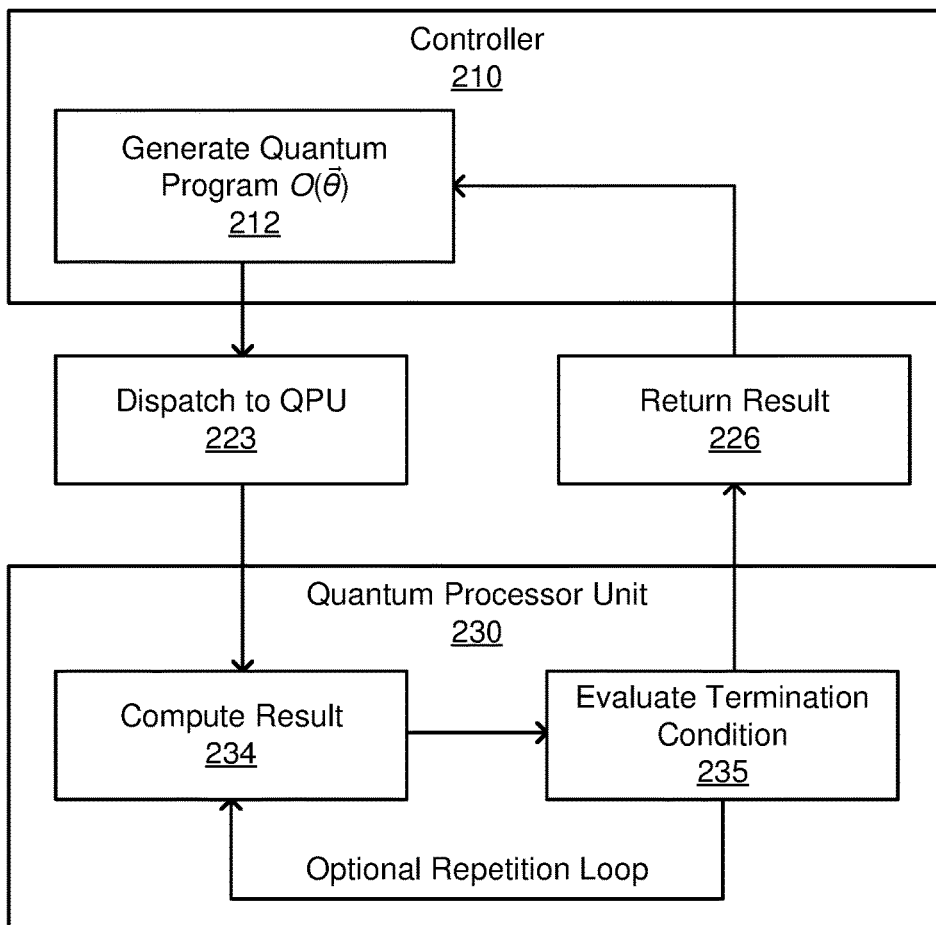 Controller
210
Generate Quantum
Program O(θ⃗)
212
Dispatch to QPU
223
Return Result
226
Quantum Processor Unit
230
Compute Result
234
Evaluate Termination
Condition
235
Optional Repetition Loop